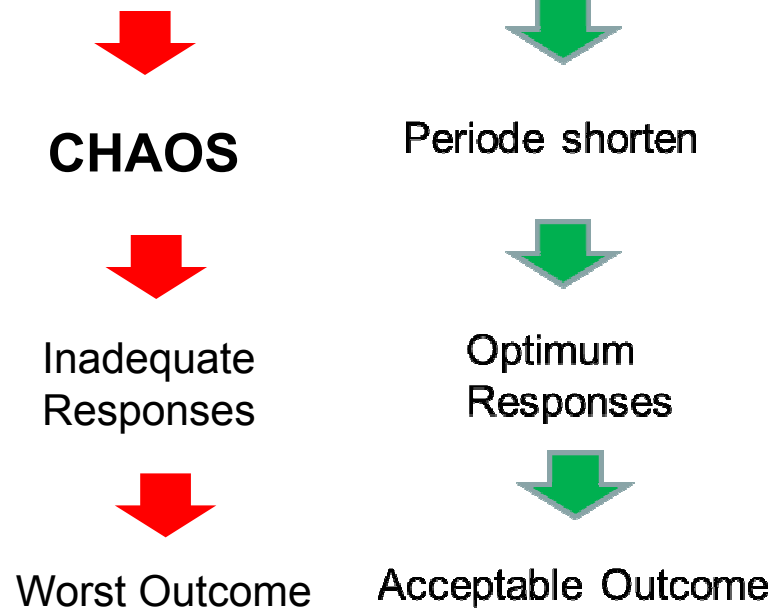 CHAOS
Inadequate
Responses
Worst Outcome
Periode shorten
Optimum
Responses
Acceptable Outcome